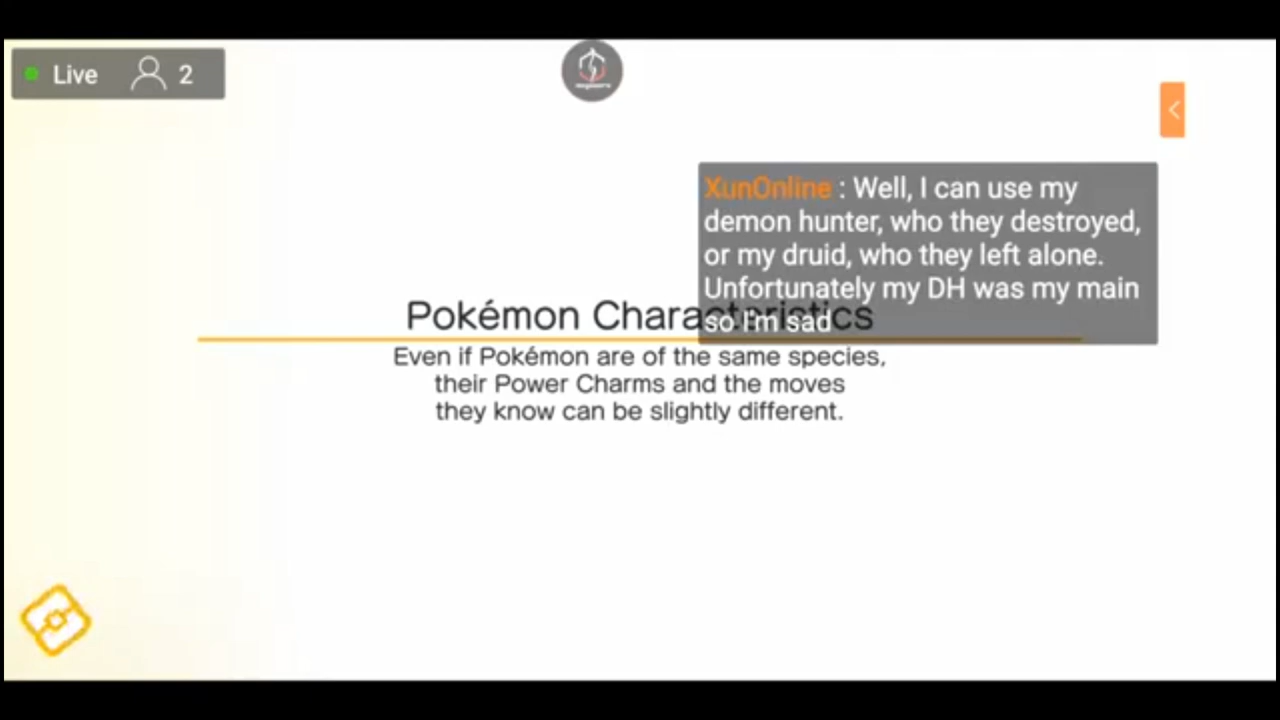 Live 2
XunOnline : Well, I can use my
demon hunter, who they destroyed,
or my druid, who they left alone.
Unfortunately my DH was my main
so I'm sad
Pokémon Characteristics
Even if Pokémon are of the same species,
their Power Charms and the moves
they know can be slightly different.